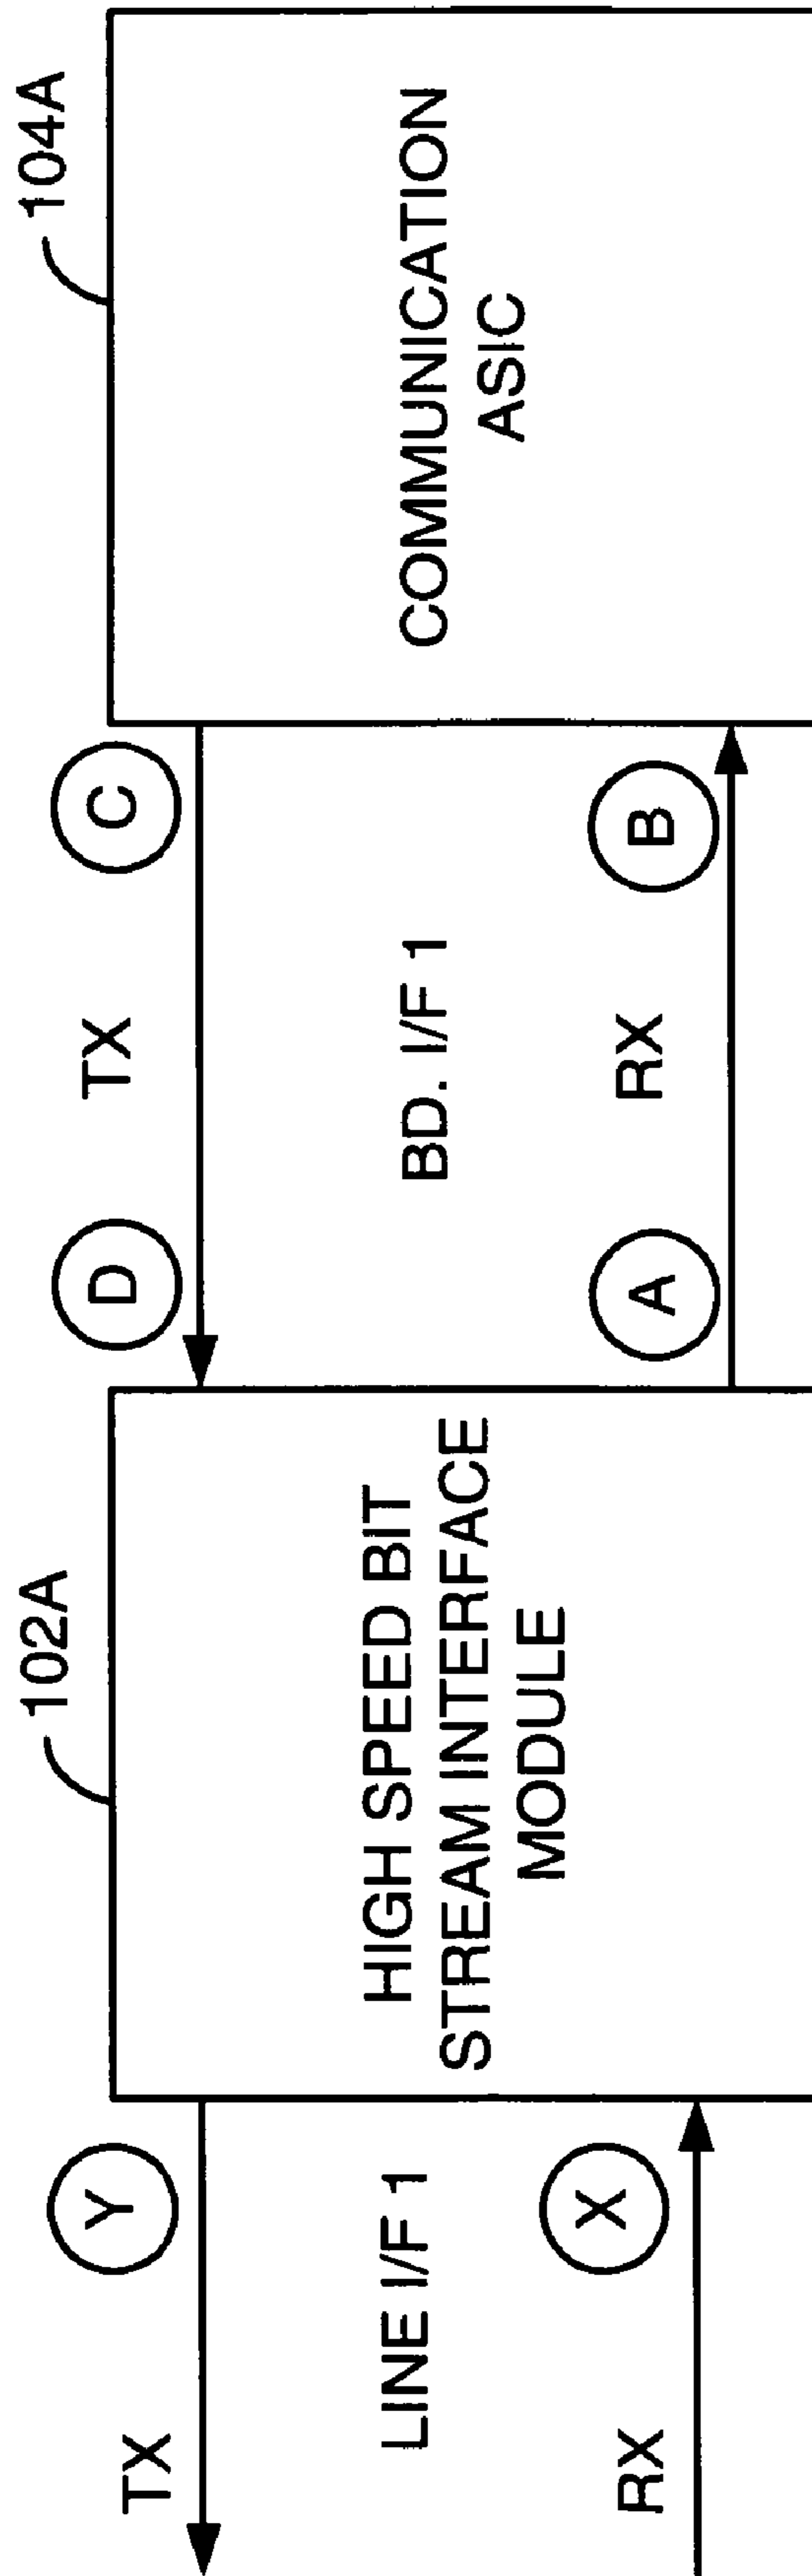 102A
104A
Y
D
C
TX
TX
HIGH SPEED BIT
STREAM INTERFACE
MODULE
COMMUNICATION
ASIC
LINE I/F 1
BD. I/F 1
X
A
B
RX
RX